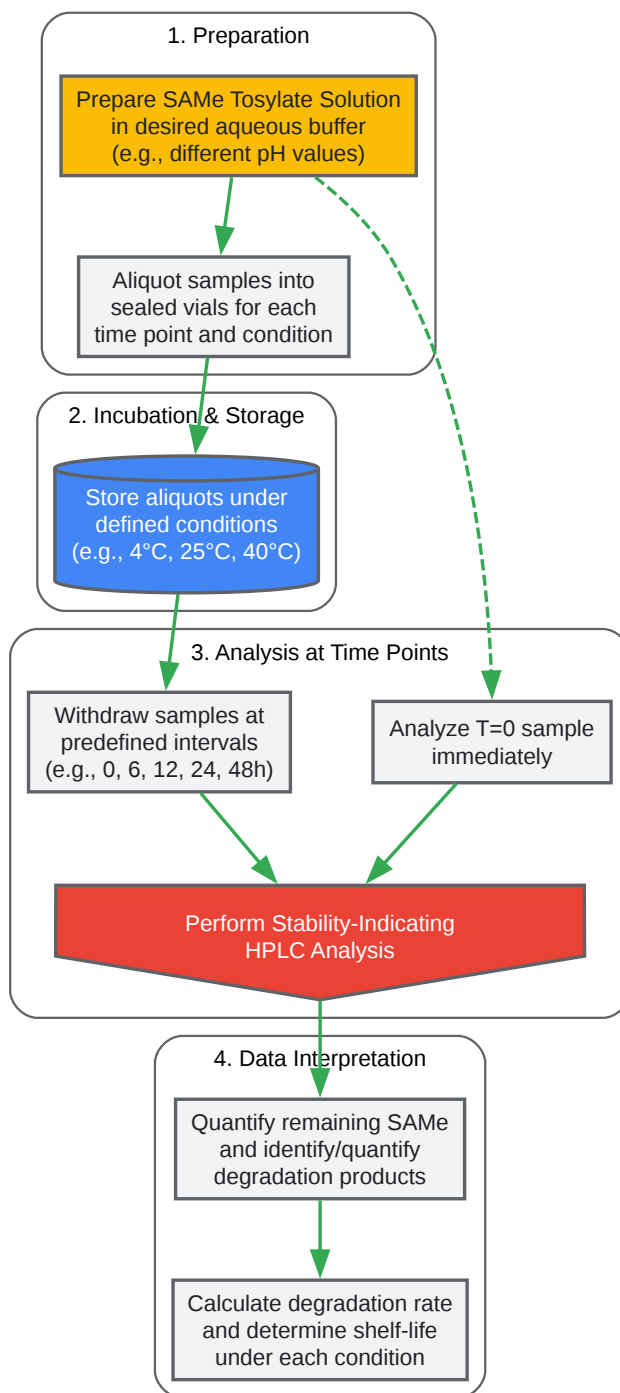 1. Preparation
Prepare SAMe Tosylate Solution
in desired aqueous buffer
(e.g., different pH values)
Aliquot samples into
sealed vials for each
time point and condition
2. Incubation & Storage
Store aliquots under
defined conditions
(e.g., 4°C, 25°C, 40°C)
3. Analysis at Time Points
Withdraw samples at
predefined intervals
(e.g., 0, 6, 12, 24, 48h)
Analyze T=0 sample
immediately
Perform Stability-Indicating
HPLC Analysis
4. Data Interpretation
Quantify remaining SAMe
and identify/quantify
degradation products
Calculate degradation rate
and determine shelf-life
under each condition